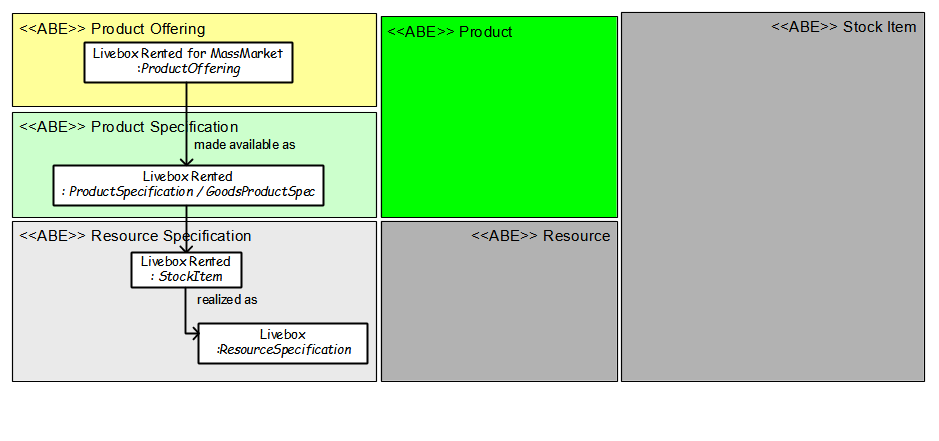 <<ABE>> Product Offering
Livebox Rented for MassMarket
:ProductOffering
<<ABE>> Product Specification
made available as
Livebox Rented
: ProductSpecification / GoodsProductSpec
<<ABE>> Resource Specification
Livebox Rented
: StockItem
realized as
Livebox
:ResourceSpecification
<<ABE>> Product
<<ABE>> Resource
<<ABE>> Stock Item